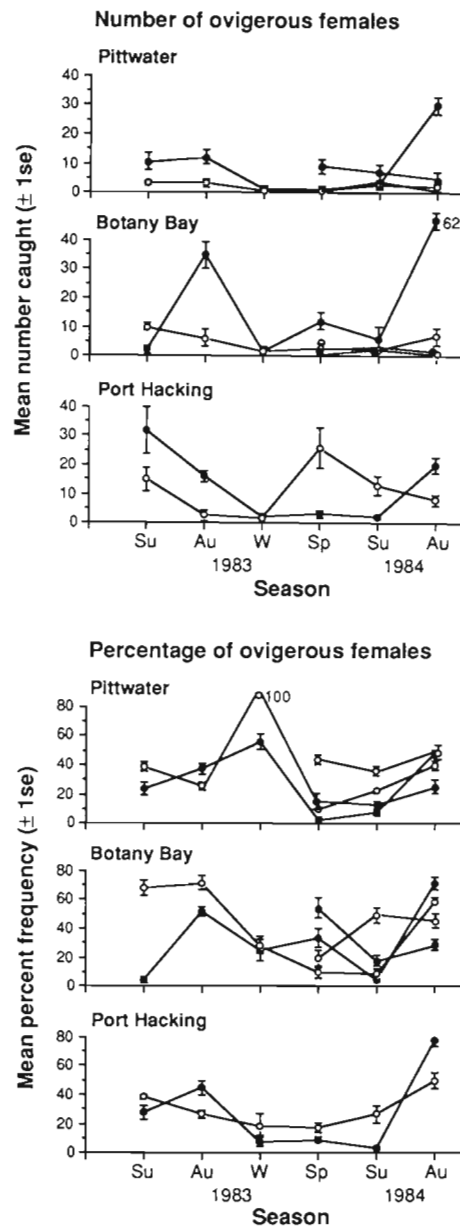 Number of ovigerous females
Pittwater
40
30
20
10
0
Botany Bay
40
30
20
10
0
62
Port Hacking
40
30
20
10
0
Mean number caught (± 1se)
Su Au W Sp Su Au
1983 1984
Season
Percentage of ovigerous females
Pittwater
80
60
40
20
0
100
Botany Bay
80
60
40
20
0
Port Hacking
80
60
40
20
0
Mean percent frequency (± 1se)
Su Au W Sp Su Au
1983 1984
Season